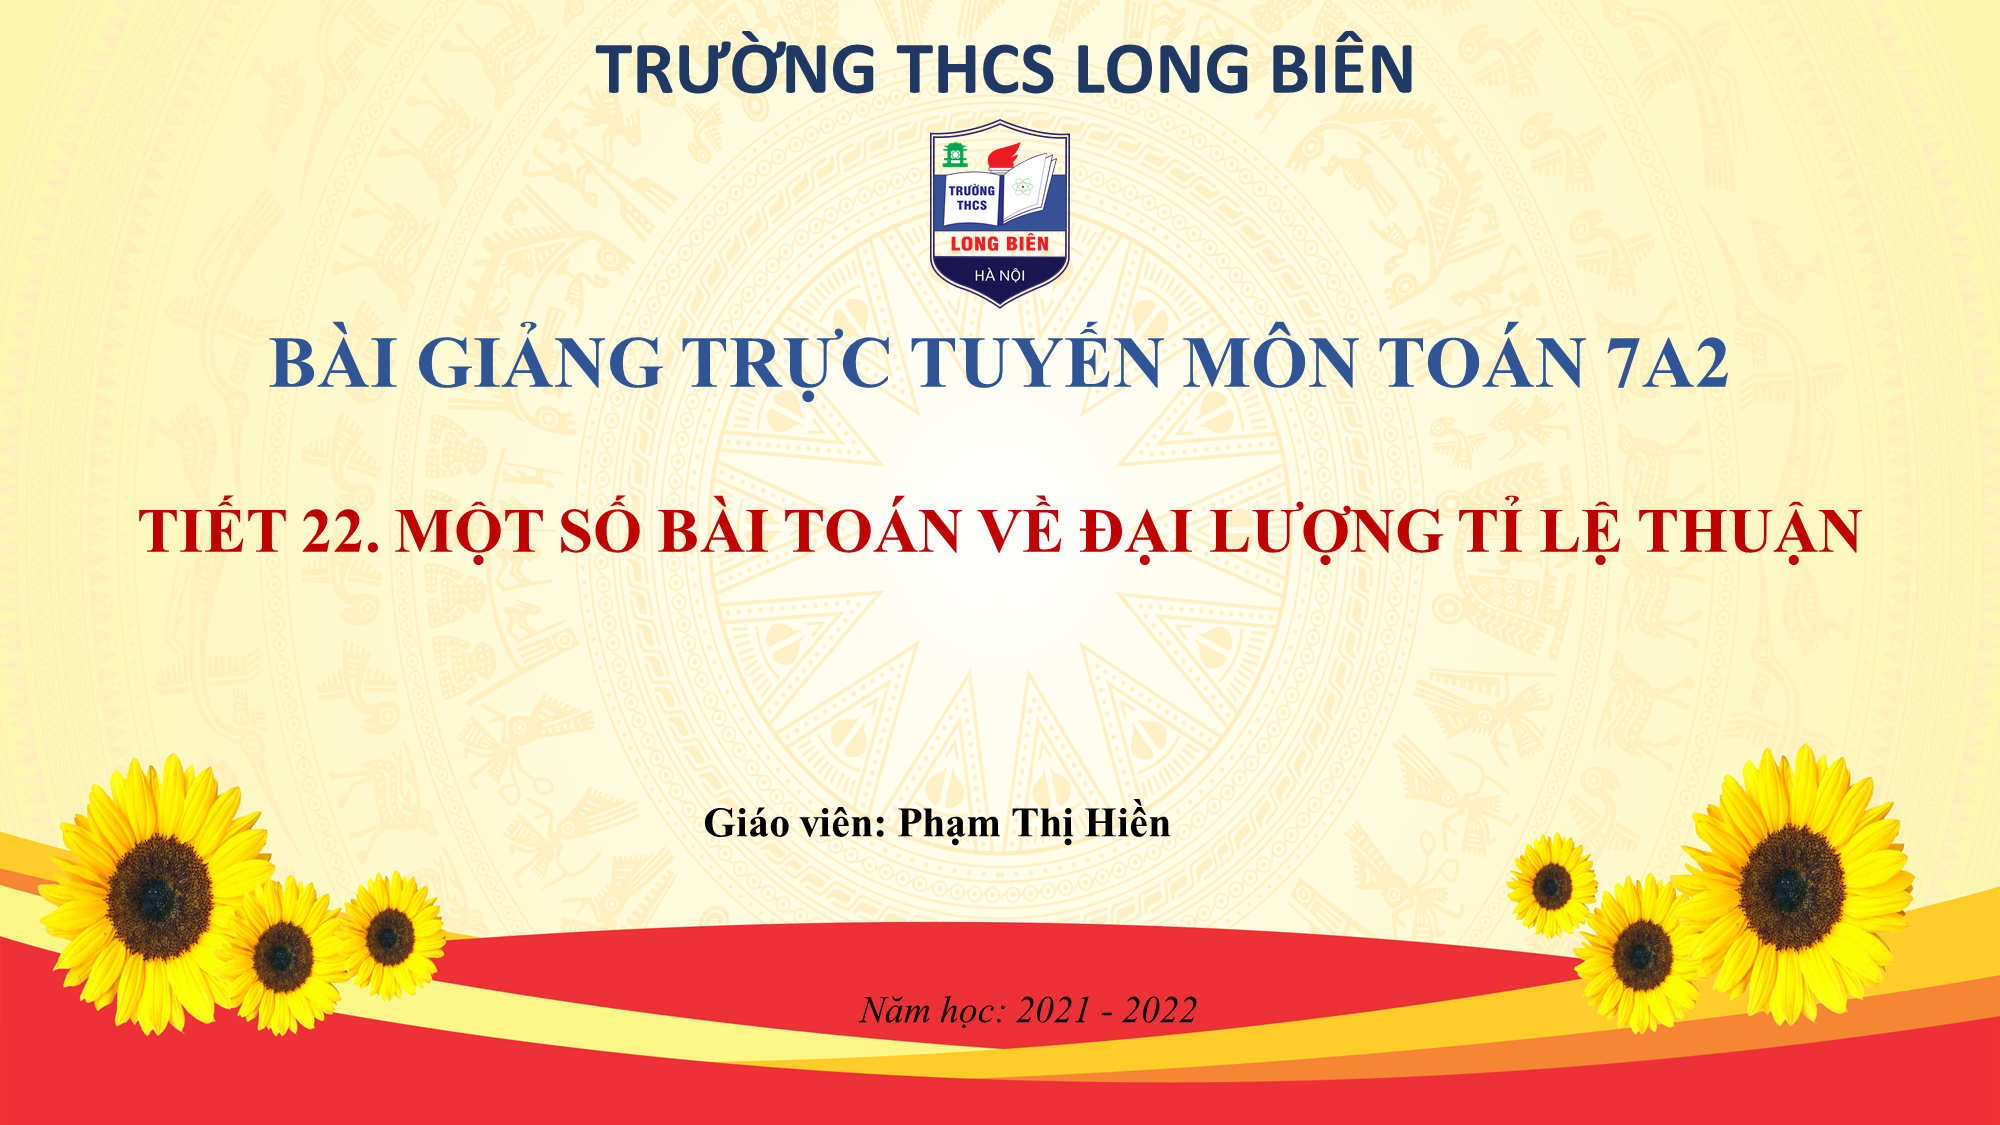 TRƯỜNG THCS LONG BIÊN
TRƯỜNG
THCS
LONG BIÊN
HÀ NỘI
BÀI GIẢNG TRỰC TUYẾN MÔN TOÁN 7A2
TIẾT 22. MỘT SỐ BÀI TOÁN VỀ ĐẠI LƯỢNG TỈ LỆ THUẬN
Giáo viên: Phạm Thị Hiền
Năm học: 2021 - 2022